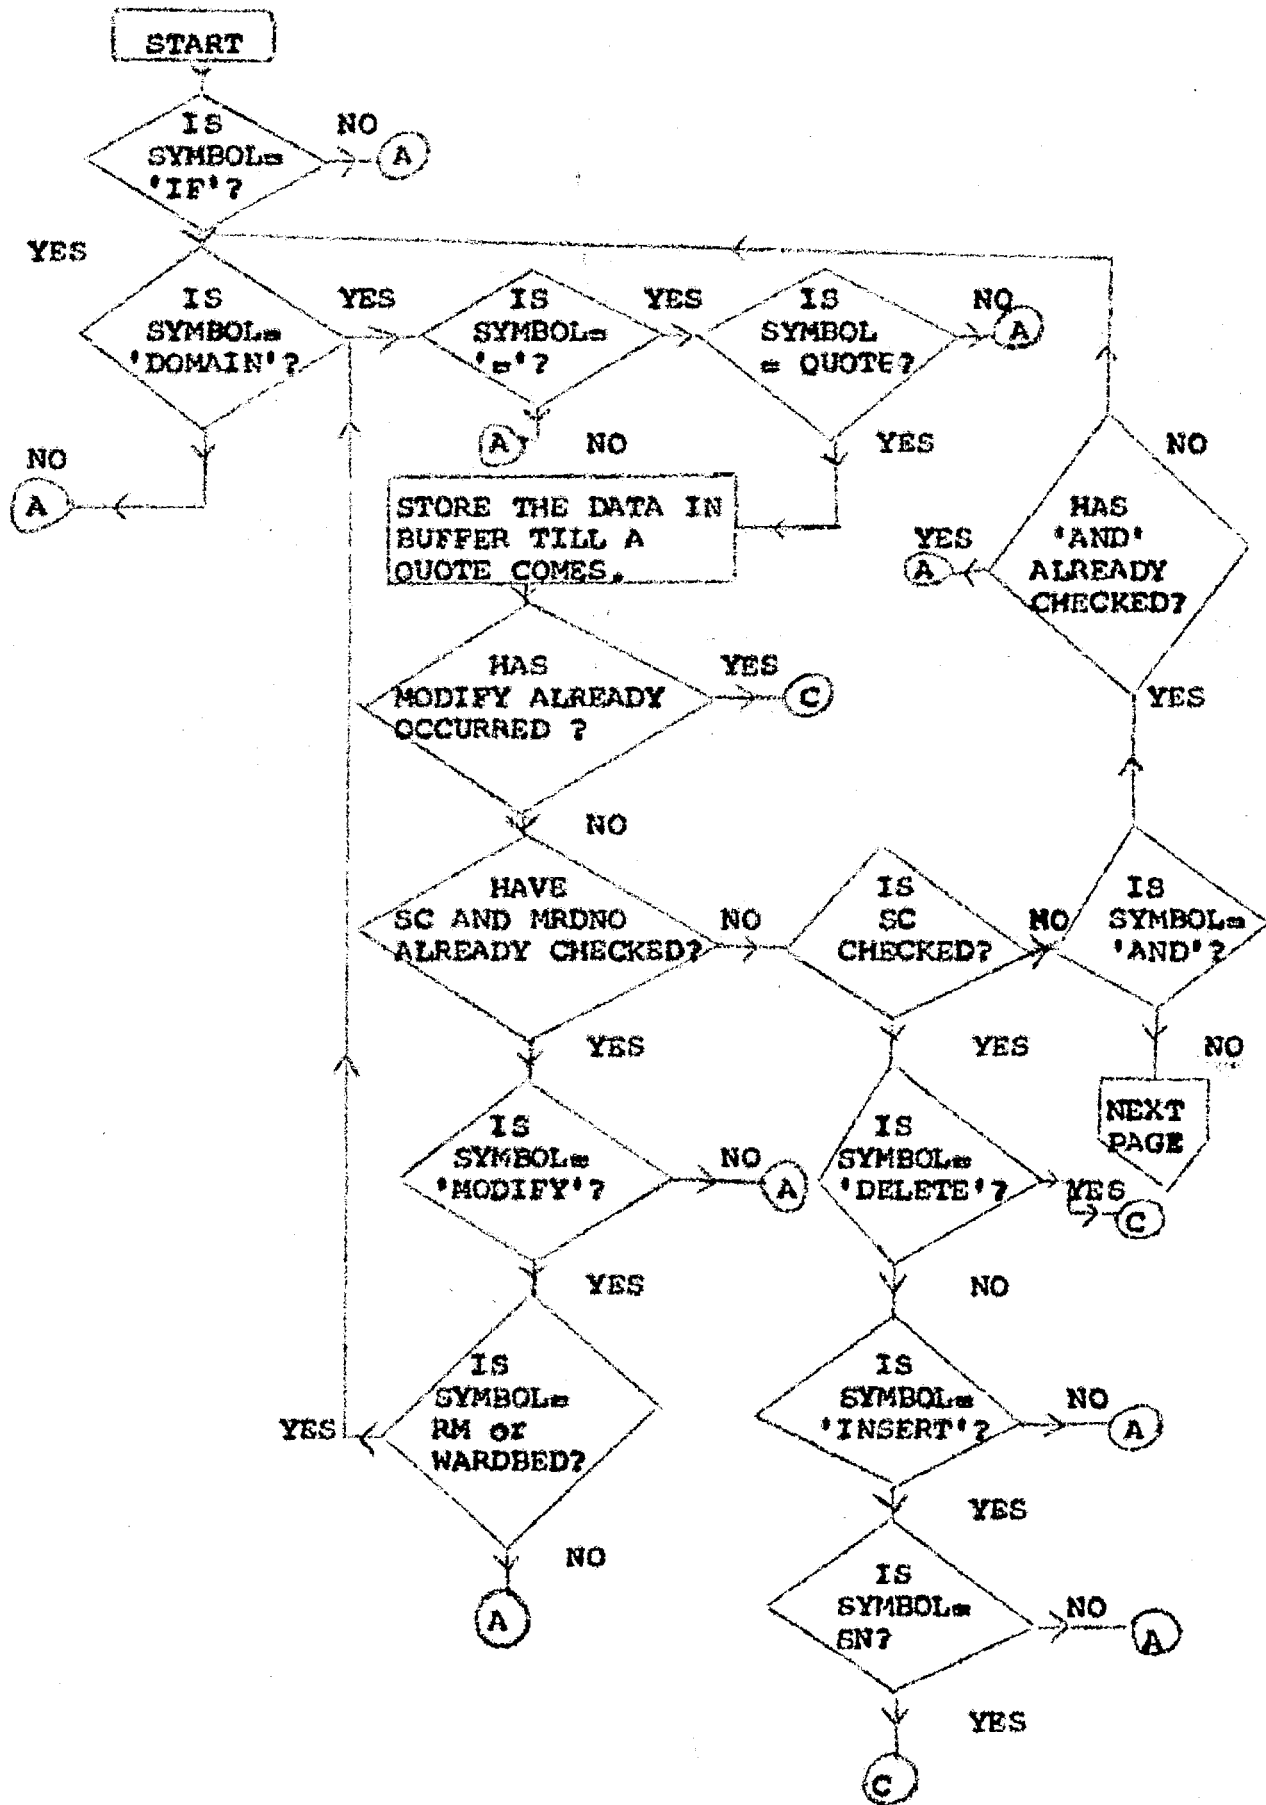 START
IS
SYMBOL=
'IF'?
NO
A
YES
IS
SYMBOL=
'DOMAIN'?
YES
IS
SYMBOL=
'='?
YES
IS
SYMBOL
= QUOTE?
NO
A
NO
A
A
NO
YES
STORE THE DATA IN
BUFFER TILL A
QUOTE COMES.
HAS
'AND'
ALREADY
CHECKED?
NO
YES
A
YES
HAS
MODIFY ALREADY
OCCURRED ?
YES
C
NO
HAVE
SC AND MRDNO
ALREADY CHECKED?
NO
IS
SC
CHECKED?
NO
IS
SYMBOL=
'AND'?
YES
YES
NO
NEXT
PAGE
IS
SYMBOL=
'MODIFY'?
NO
A
IS
SYMBOL=
'DELETE'?
YES
C
YES
NO
IS
SYMBOL=
RM or
WARDBED?
YES
NO
A
IS
SYMBOL=
'INSERT'?
NO
A
YES
IS
SYMBOL=
SN?
NO
A
YES
C